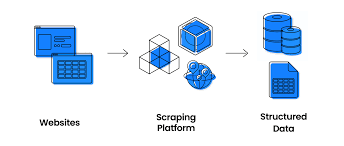 Websites
Scraping
Platform
Structured
Data